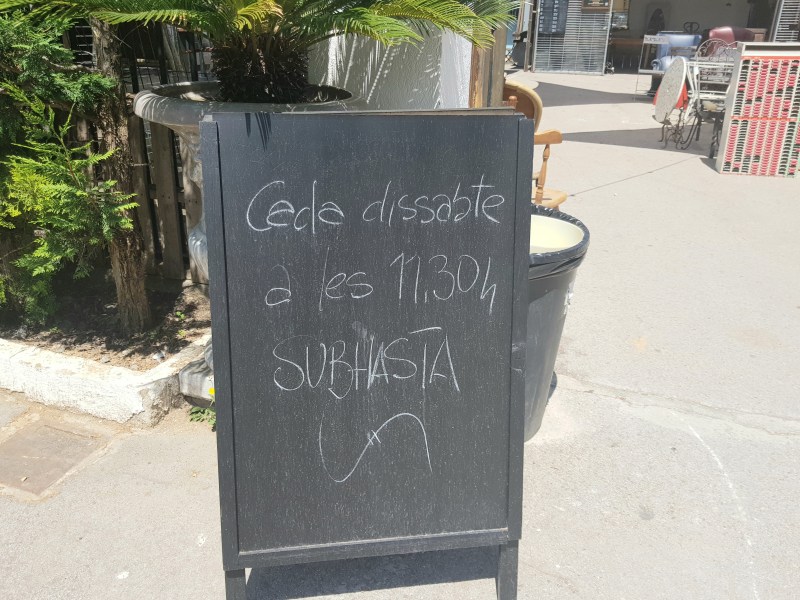 Cada dissabte
a les 11,30h
SUBHASTA